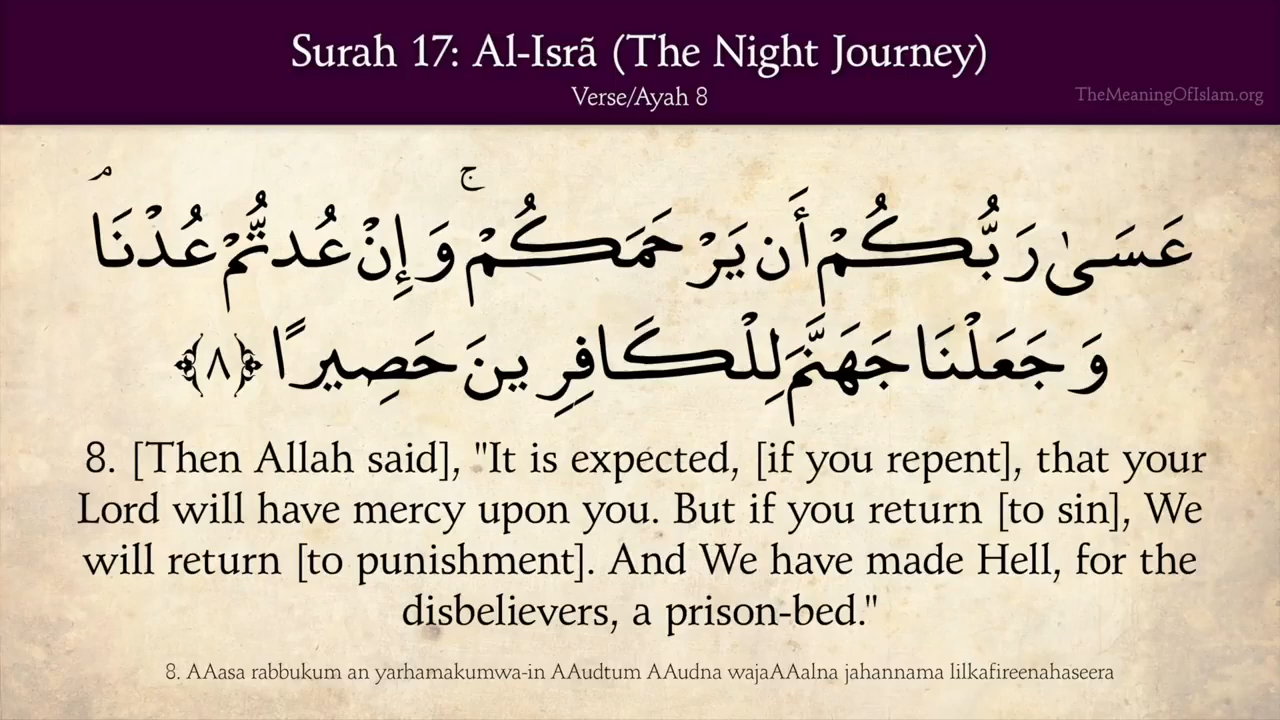 Surah 17: Al-Isrã (The Night Journey)
Verse/Ayah 8
TheMeaningOfIslam.org
عَسَىٰ رَبُّكُمْ أَن يَرْحَمَكُمْ ۚ وَإِنْ عُدتُّمْ عُدْنَا ۘ
وَجَعَلْنَا جَهَنَّمَ لِلْكَافِرِينَ حَصِيرًا ﴿٨﴾
8. [Then Allah said], "It is expected, [if you repent], that your
Lord will have mercy upon you. But if you return [to sin], We
will return [to punishment]. And We have made Hell, for the
disbelievers, a prison-bed."
8. AAasa rabbukum an yarhamakumwa-in AAudtum AAudna wajaAAalna jahannama lilkafireenahaseera